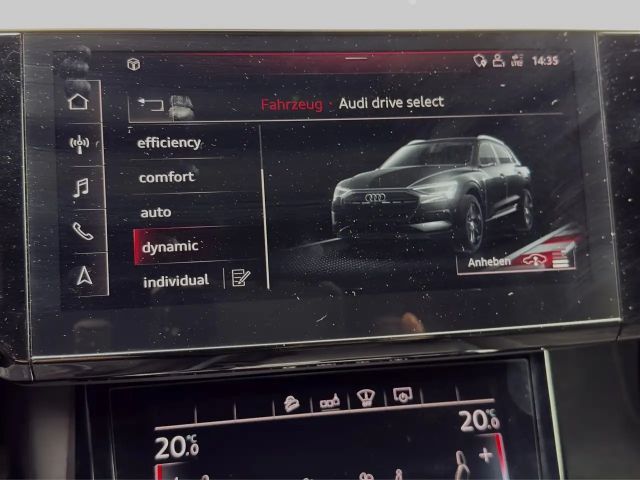 14:35
Fahrzeug · Audi drive select
efficiency
comfort
auto
dynamic
individual
Anheben
20.0°C
20.0°C
+